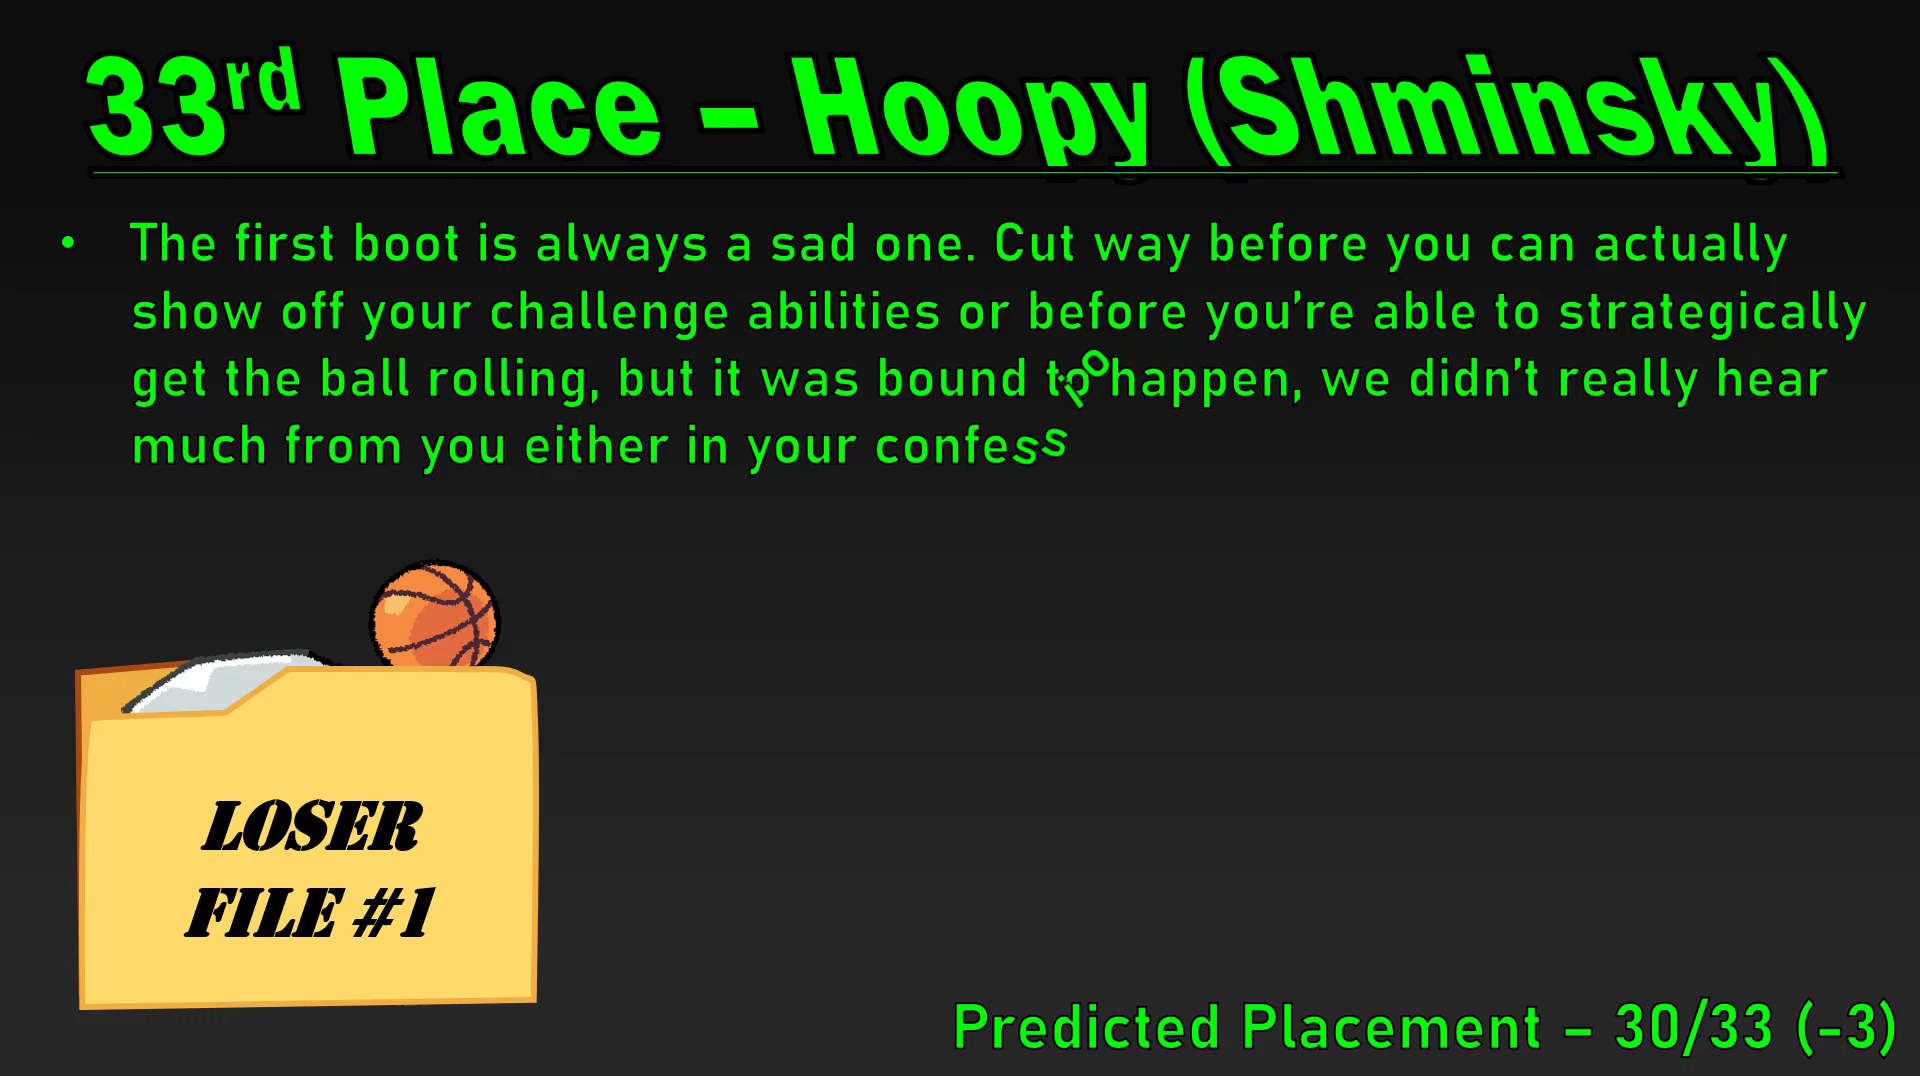 33rd Place – Hoopy (Shminsky)
• The first boot is always a sad one. Cut way before you can actually
show off your challenge abilities or before you’re able to strategically
get the ball rolling, but it was bound to happen, we didn’t really hear
much from you either in your confess
LOSER
FILE #1
Predicted Placement – 30/33 (-3)